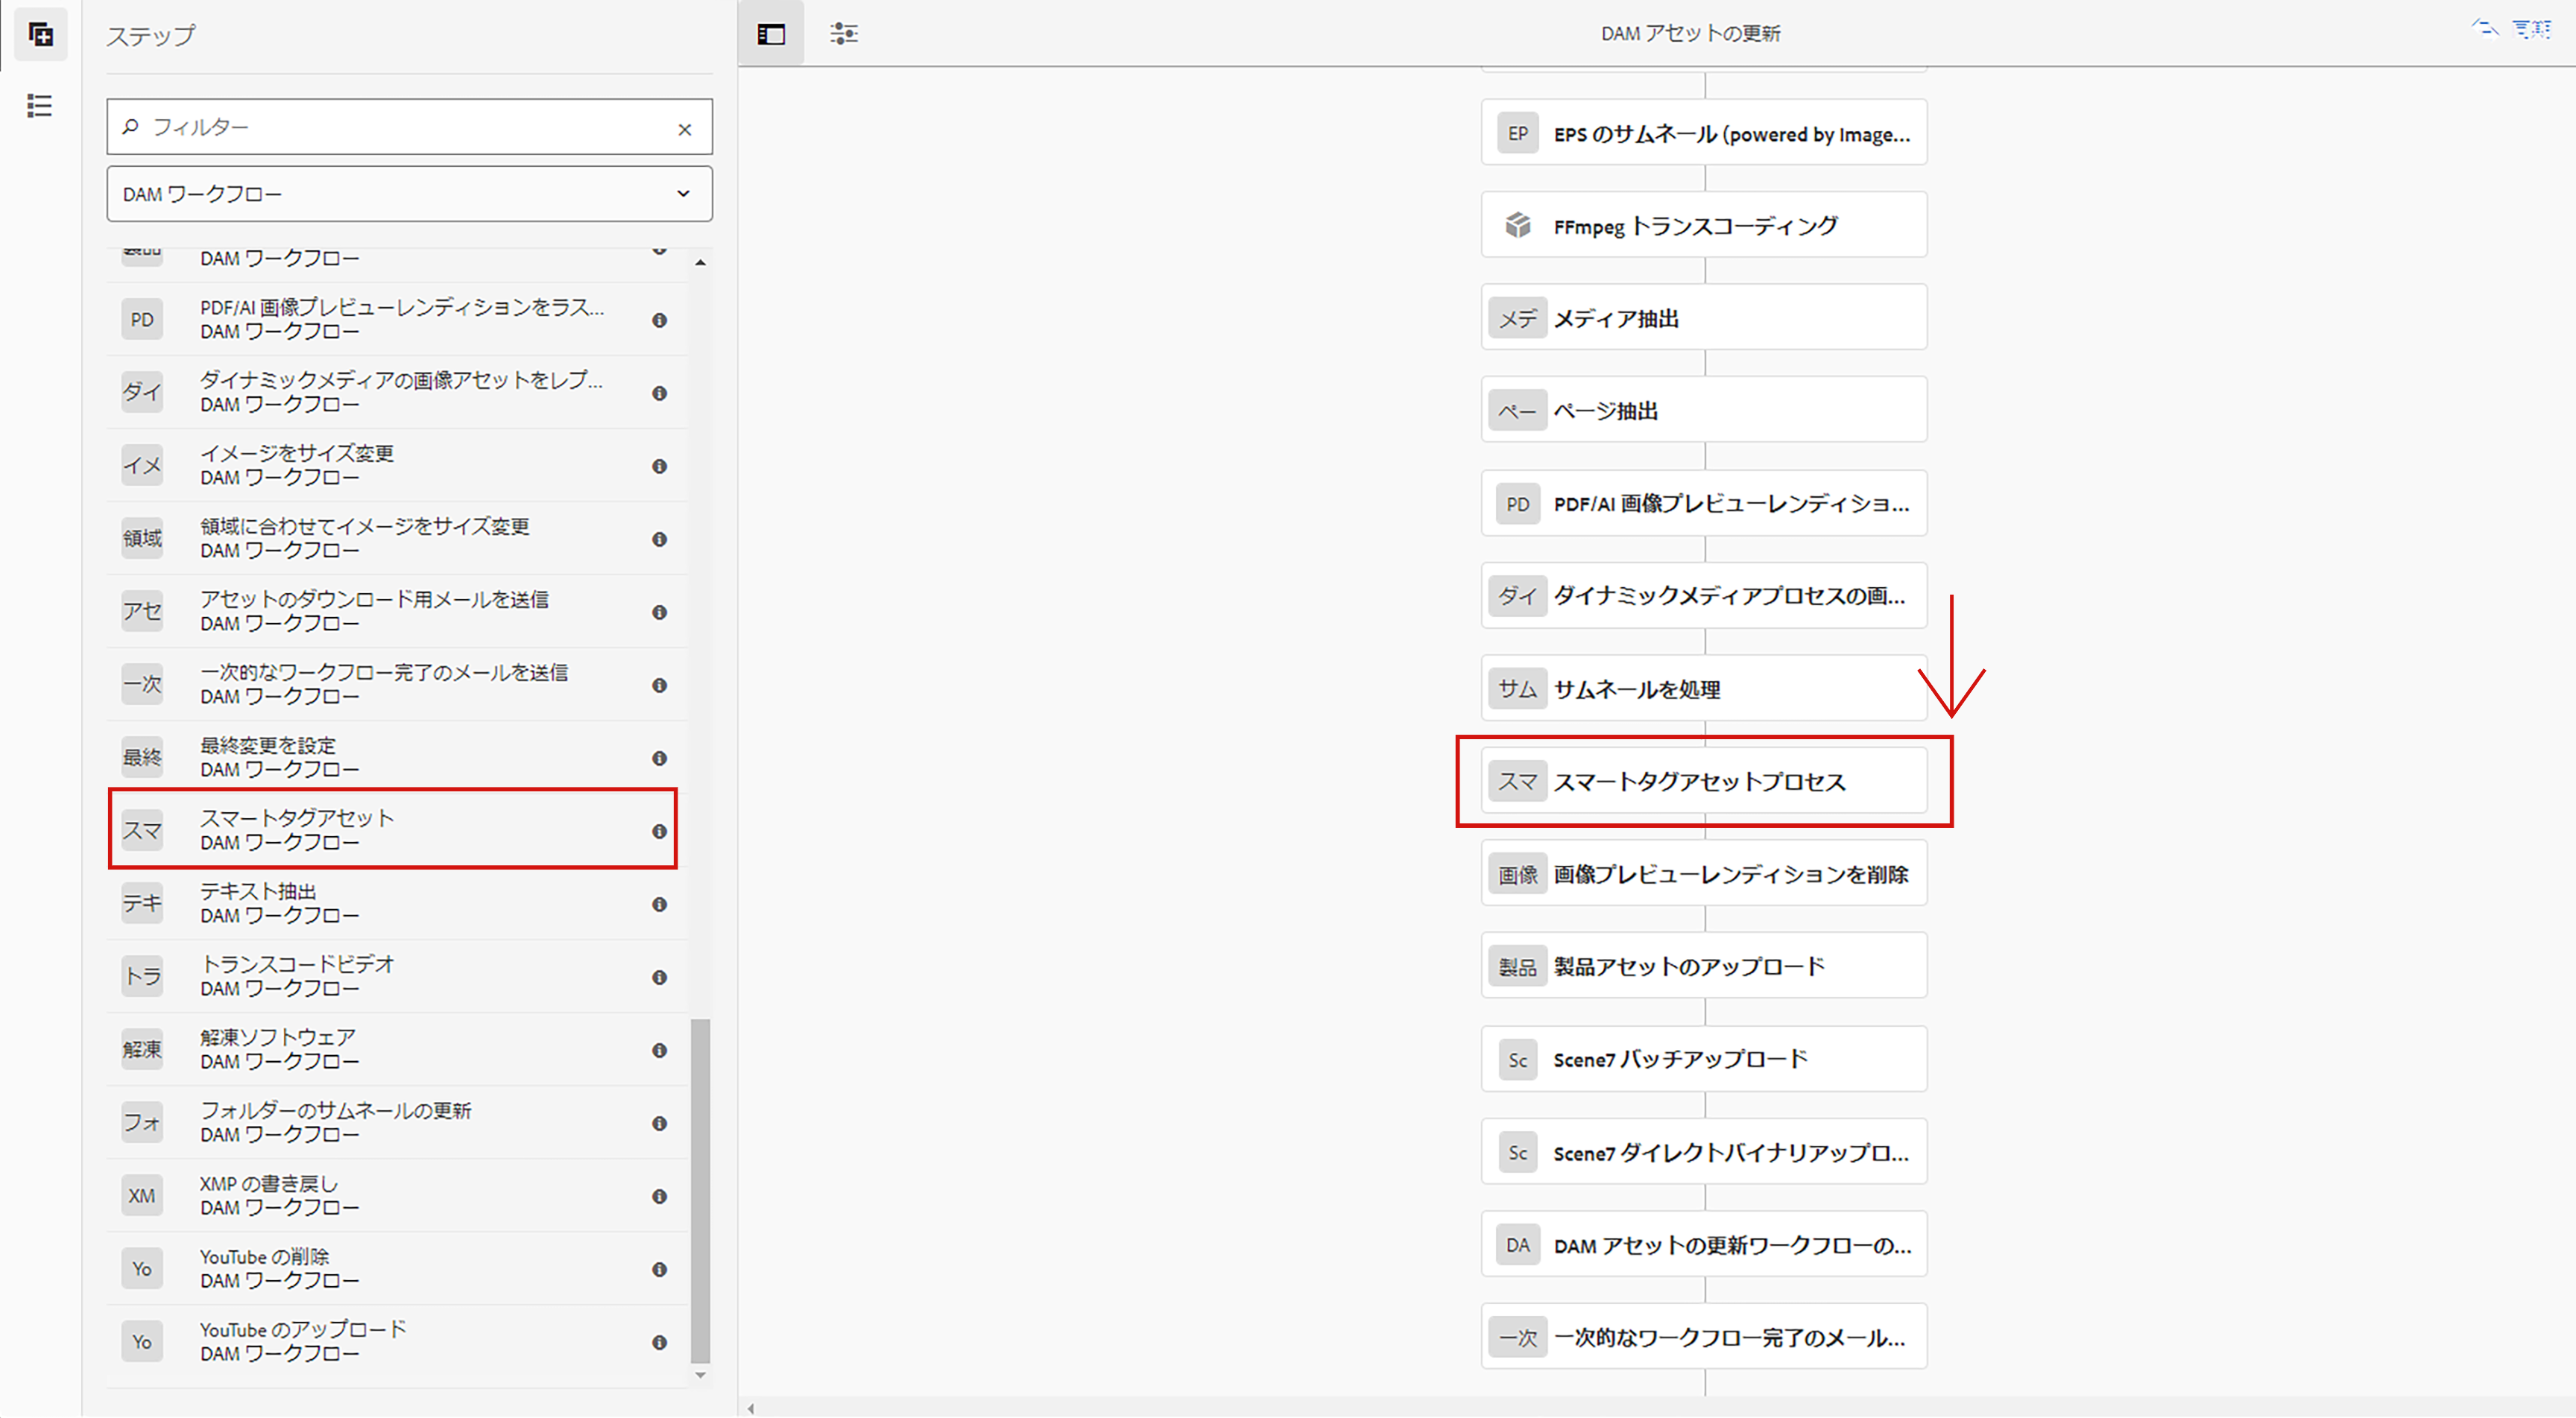 ステップ
フィルター
DAM ワークフロー
DAM ワークフロー
PD
PDF/AI 画像プレビューレンディションをラス...
DAM ワークフロー
ダイ
ダイナミックメディアの画像アセットをレプ...
DAM ワークフロー
イメ
イメージをサイズ変更
DAM ワークフロー
領域
領域に合わせてイメージをサイズ変更
DAM ワークフロー
アセ
アセットのダウンロード用メールを送信
DAM ワークフロー
一次
一次的なワークフロー完了のメールを送信
DAM ワークフロー
最終
最終変更を設定
DAM ワークフロー
スマ
スマートタグアセット
DAM ワークフロー
テキ
テキスト抽出
DAM ワークフロー
トラ
トランスコードビデオ
DAM ワークフロー
解凍
解凍ソフトウェア
DAM ワークフロー
フォ
フォルダーのサムネールの更新
DAM ワークフロー
XM
XMP の書き戻し
DAM ワークフロー
Yo
YouTube の削除
DAM ワークフロー
Yo
YouTube のアップロード
DAM ワークフロー
DAM アセットの更新
EP EPS のサムネール (powered by Image...
FFmpeg トランスコーディング
メデ メディア抽出
ペー ページ抽出
PD PDF/AI 画像プレビューレンディショ...
ダイ ダイナミックメディアプロセスの画...
サム サムネールを処理
スマ スマートタグアセットプロセス
画像 画像プレビューレンディションを削除
製品 製品アセットのアップロード
Sc Scene7 バッチアップロード
Sc Scene7 ダイレクトバイナリアップロ...
DA DAM アセットの更新ワークフローの...
一次 一次的なワークフロー完了のメール...